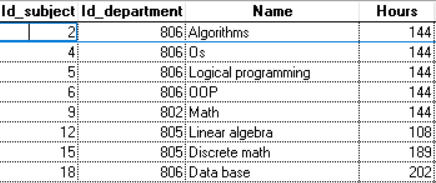 Id_subject Id_department Name Hours
2 806 Algorithms 144
4 806 Os 144
5 806 Logical programming 144
6 806 OOP 144
9 802 Math 144
12 805 Linear algebra 108
15 805 Discrete math 189
18 806 Data base 202